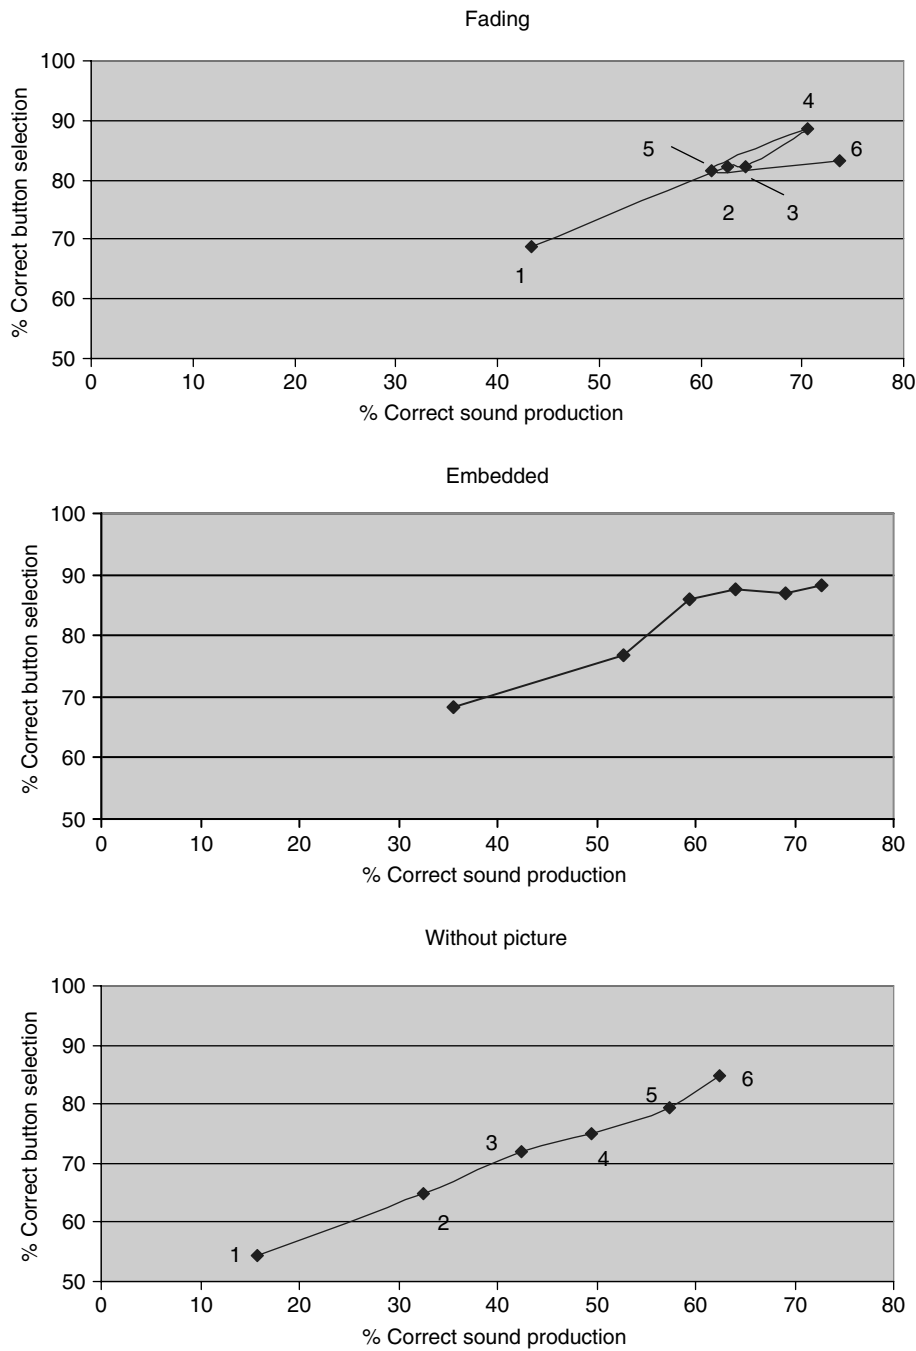 Fading
100
90
80
70
60
50
% Correct button selection
4
5
6
2
3
1
0 10 20 30 40 50 60 70 80
% Correct sound production
Embedded
100
90
80
70
60
50
% Correct button selection
0 10 20 30 40 50 60 70 80
% Correct sound production
Without picture
100
90
80
70
60
50
% Correct button selection
6
5
3
4
2
1
0 10 20 30 40 50 60 70 80
% Correct sound production